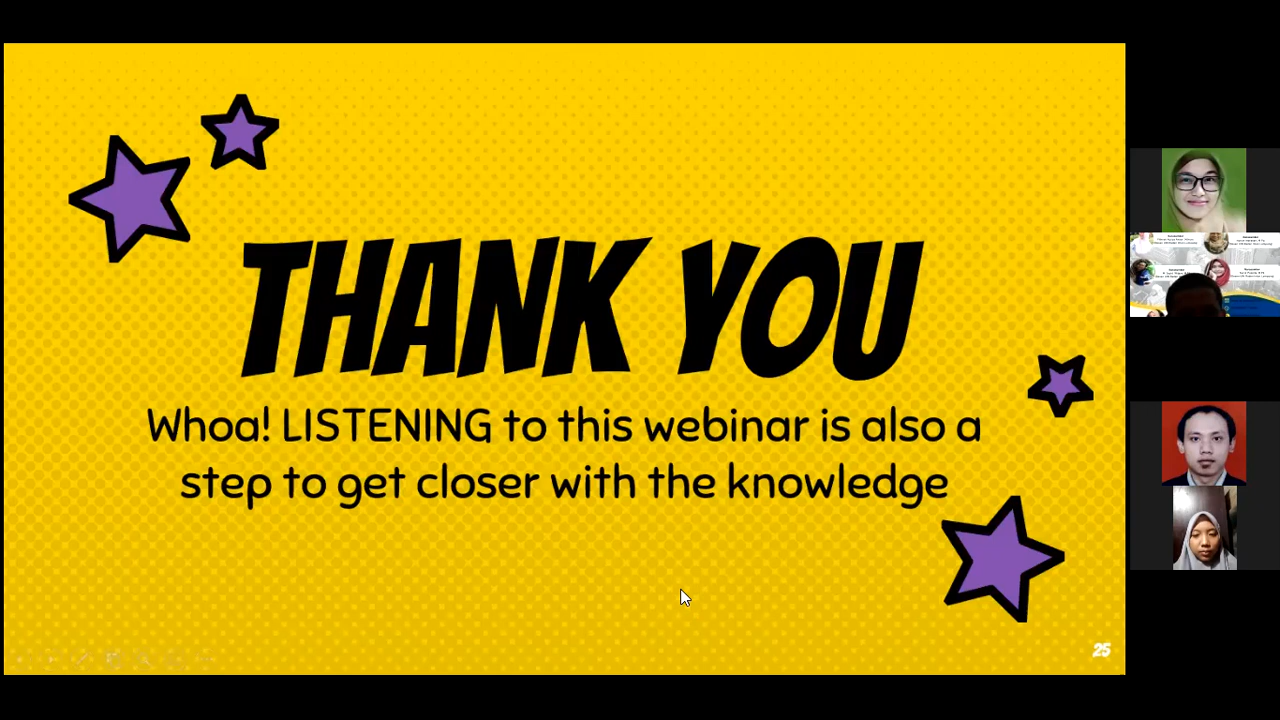 THANK YOU
Whoa! LISTENING to this webinar is also a
step to get closer with the knowledge
25